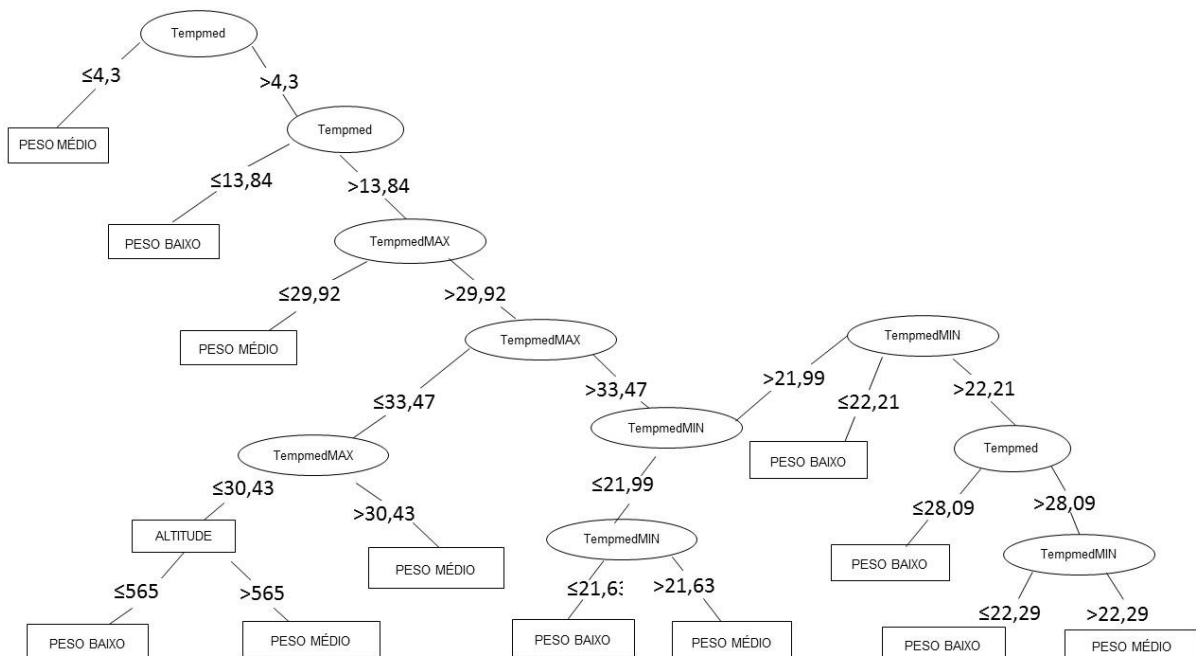 Tempmed
≤4,3
>4,3
PESO MÉDIO
Tempmed
≤13,84
>13,84
PESO BAIXO
TempmedMAX
≤29,92
>29,92
PESO MÉDIO
TempmedMAX
TempmedMIN
≤33,47
>33,47
>21,99
≤22,21
>22,21
TempmedMAX
TempmedMIN
PESO BAIXO
Tempmed
≤30,43
>30,43
≤21,99
≤28,09
>28,09
ALTITUDE
PESO MÉDIO
TempmedMIN
PESO BAIXO
TempmedMIN
≤565
>565
≤21,63
>21,63
≤22,29
>22,29
PESO BAIXO
PESO MÉDIO
PESO BAIXO
PESO MÉDIO
PESO BAIXO
PESO MÉDIO